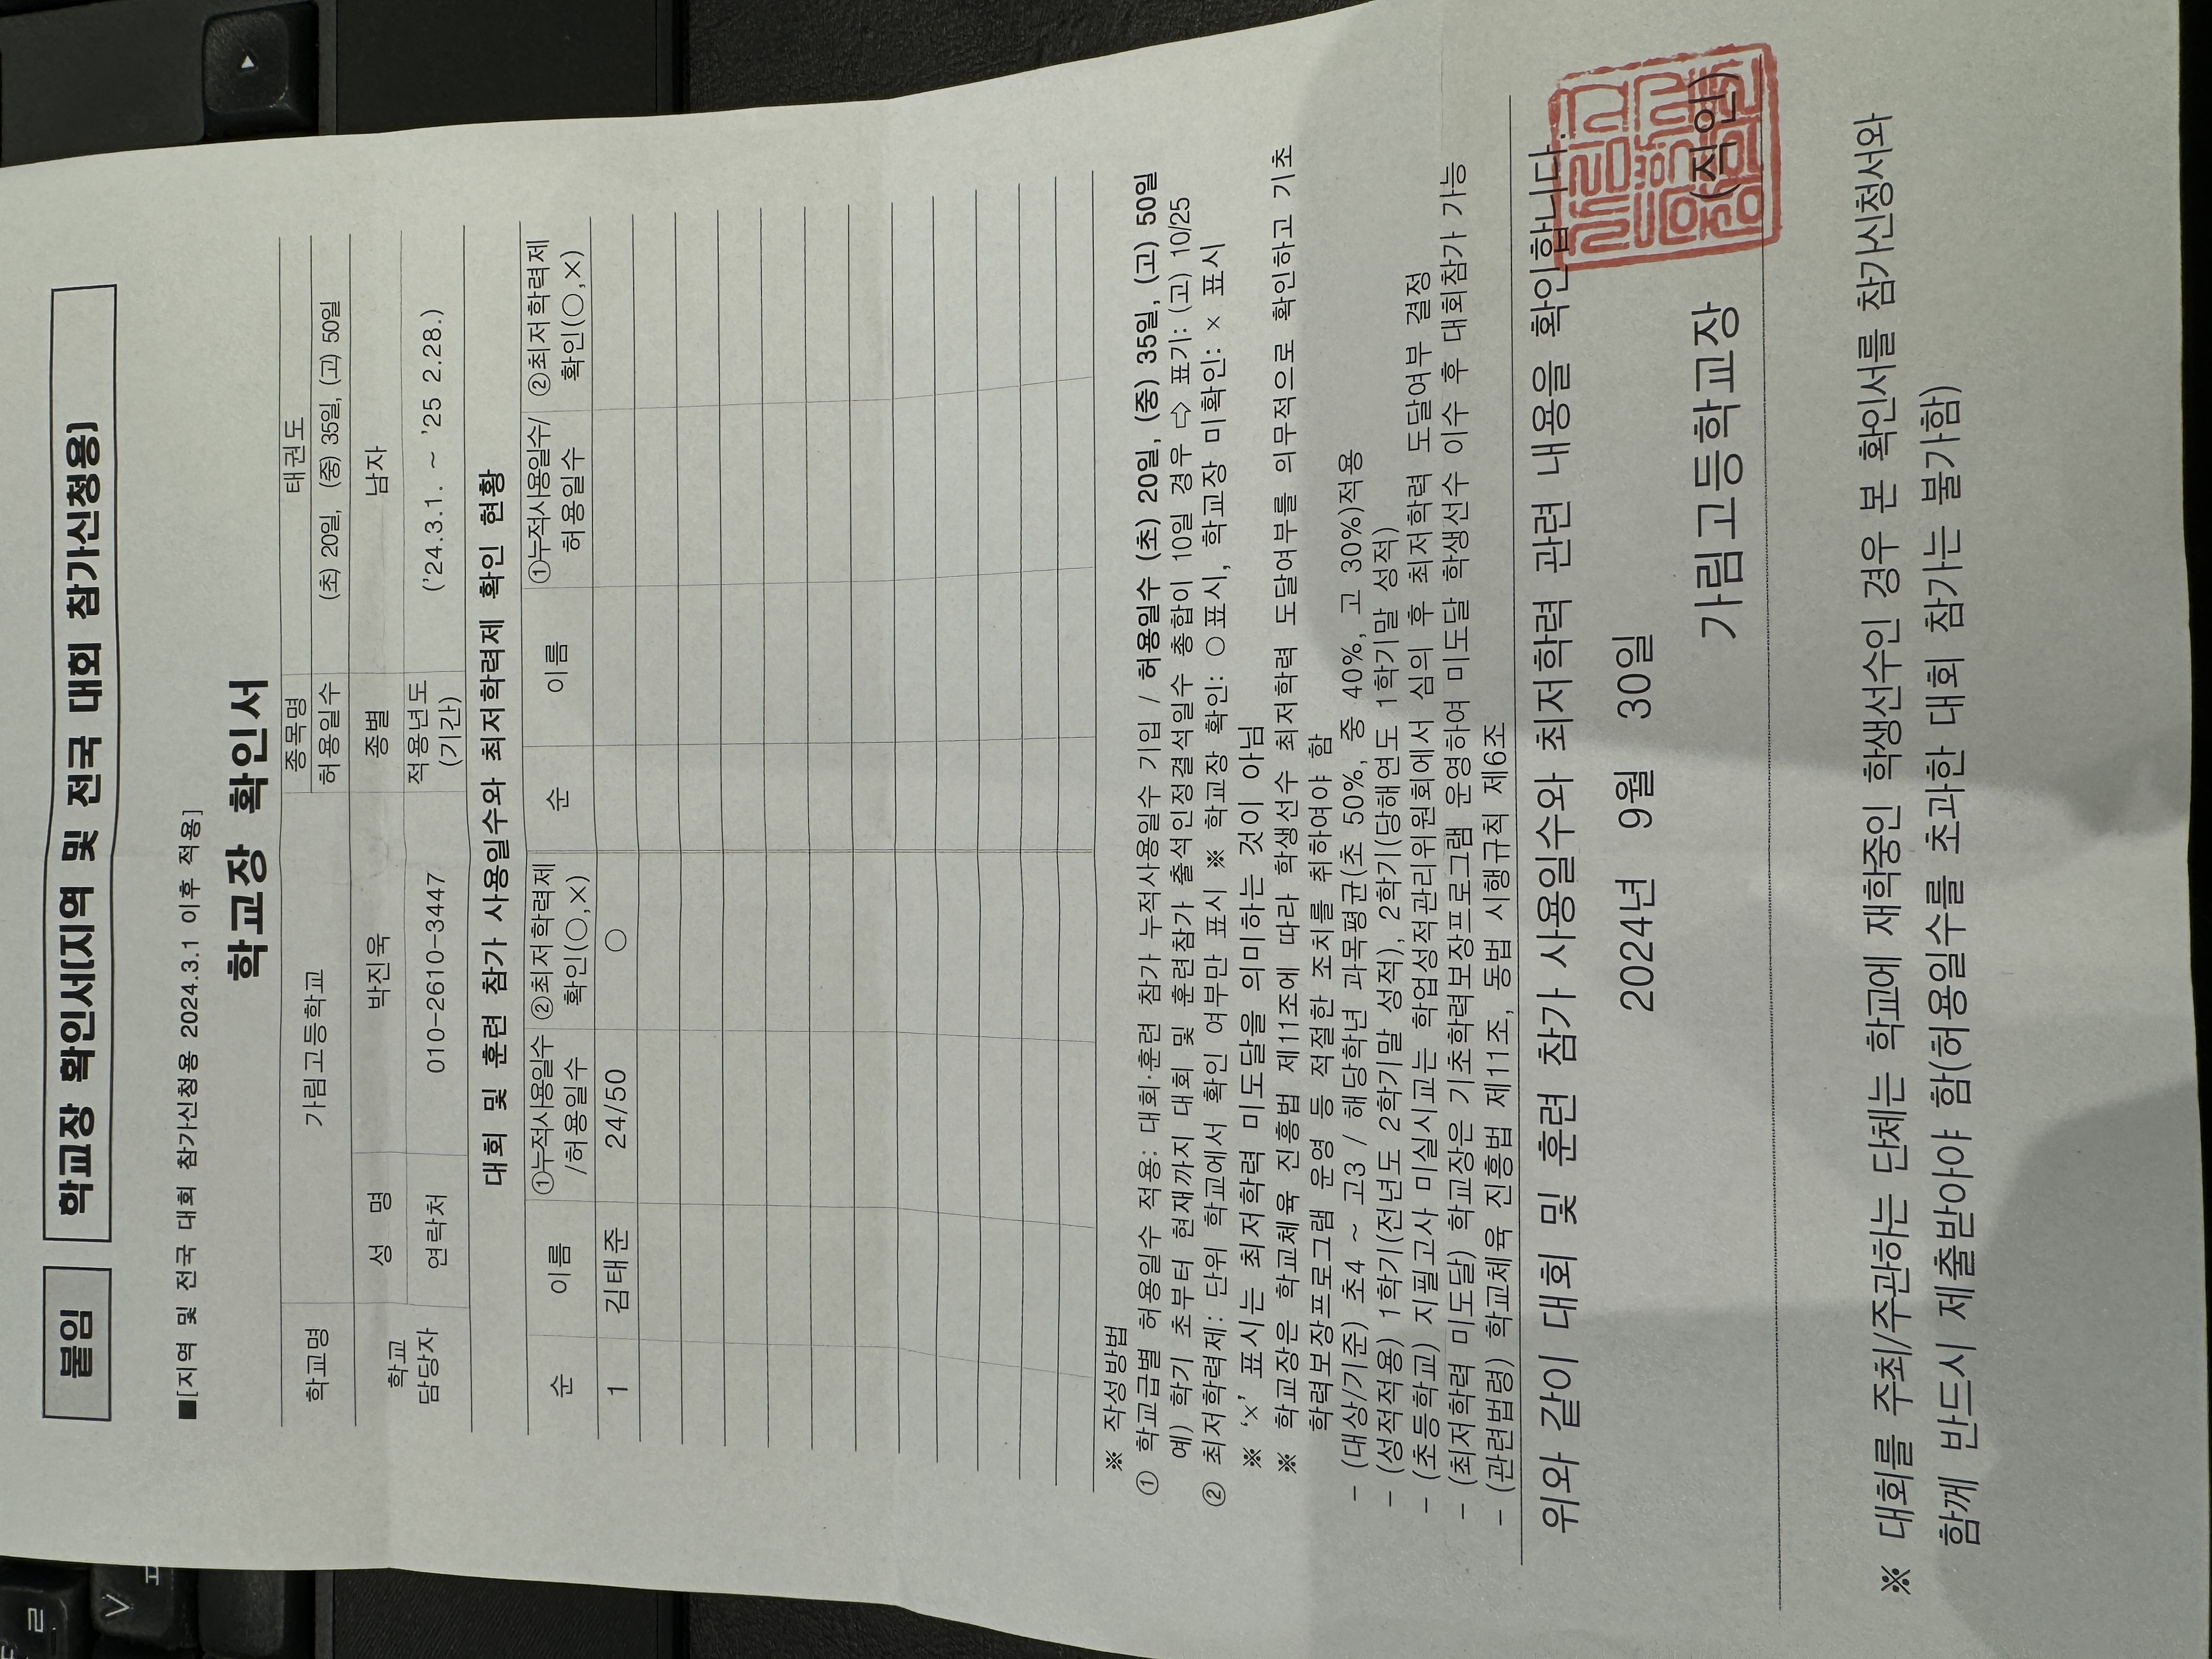 붙임 학교장 확인서(지역 및 전국 대회 참가신청용)
■[지역 및 전국 대회 참가신청용 2024.3.1 이후 적용]
학교장 확인서
학교명 가림고등학교 종목명 태권도
허용일수 (초) 20일, (중) 35일, (고) 50일
학교 담당자 성 명 박진욱 종별 남자
연락처 010-2610-3447 적용년도 (기간) ('24.3.1. ~ '25 2.28.)
대회 및 훈련 참가 사용일수와 최저학력제 확인 현황
순 이름 ①누적사용일수 /허용일수 ②최저학력제 확인(○,×) 순 이름 ①누적사용일수/ 허용일수 ②최저학력제 확인(○,×)
1 김태준 24/50 ○
※ 작성방법
① 학교급별 허용일수 적용: 대회·훈련 참가 누적사용일수 기입 / 허용일수 (초) 20일, (중) 35일, (고) 50일
예) 학기 초부터 현재까지 대회 및 훈련참가 출석인정결석일수 총합이 10일 경우 ⇨ 표기: (고) 10/25
② 최저학력제: 단위 학교에서 확인 여부만 표시 ※ 학교장 확인: ○ 표시, 학교장 미확인: × 표시
※ '×' 표시는 최저학력 미도달을 의미하는 것이 아님
※ 학교장은 학교체육 진흥법 제11조에 따라 학생선수 최저학력 도달여부를 의무적으로 확인하고 기초
학력보장프로그램 운영 등 적절한 조치를 취하여야 함
- (대상/기준) 초4 ~ 고3 / 해당학년 과목평균(초 50%, 중 40%, 고 30%)적용
- (성적적용) 1학기(전년도 2학기말 성적), 2학기(당해연도 1학기말 성적)
- (초등학교) 지필고사 미실시교는 학업성적관리위원회에서 심의 후 최저학력 도달여부 결정
- (최저학력 미도달) 학교장은 기초학력보장프로그램 운영하여 미도달 학생선수 이수 후 대회참가 가능
- (관련법령) 학교체육 진흥법 제11조, 동법 시행규칙 제6조
위와 같이 대회 및 훈련 참가 사용일수와 최저학력 관련 내용을 확인합니다.
2024년 9월 30일
가림고등학교장 (직인)
※ 대회를 주최/주관하는 단체는 학교에 재학중인 학생선수인 경우 본 확인서를 참가신청서와
함께 반드시 제출받아야 함(허용일수를 초과한 대회 참가는 불가함)